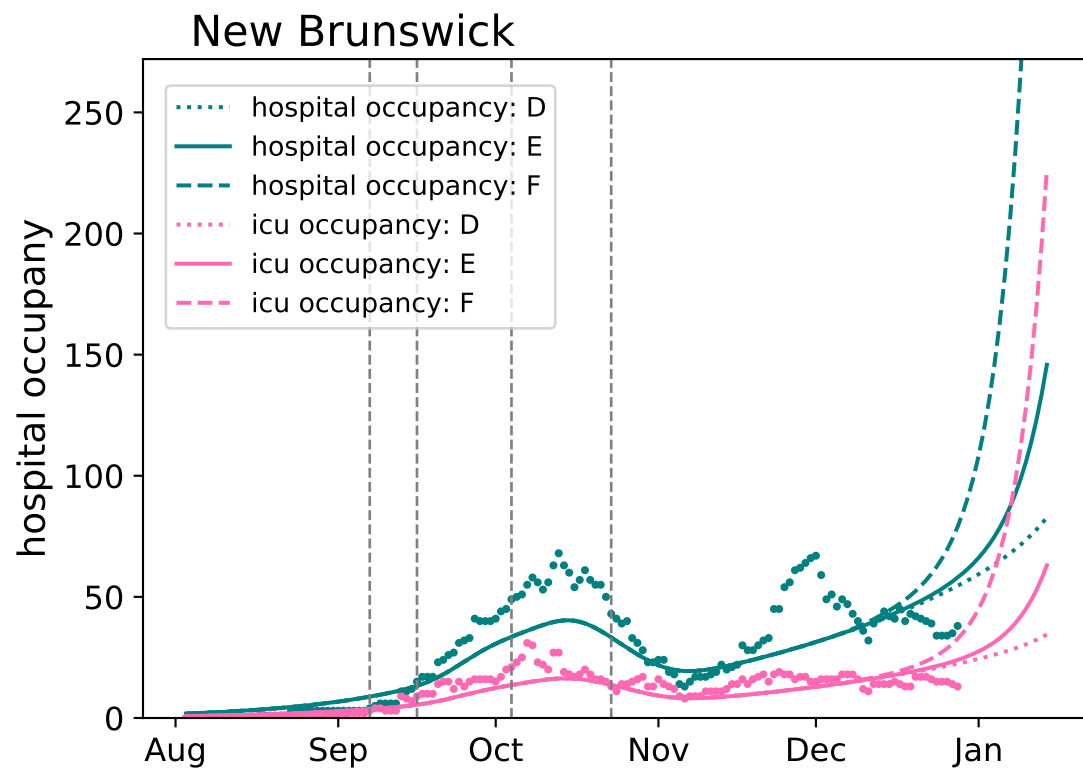 New Brunswick
hospital occupany
250
200
150
100
50
0
hospital occupancy: D
hospital occupancy: E
hospital occupancy: F
icu occupancy: D
icu occupancy: E
icu occupancy: F
Aug Sep Oct Nov Dec Jan